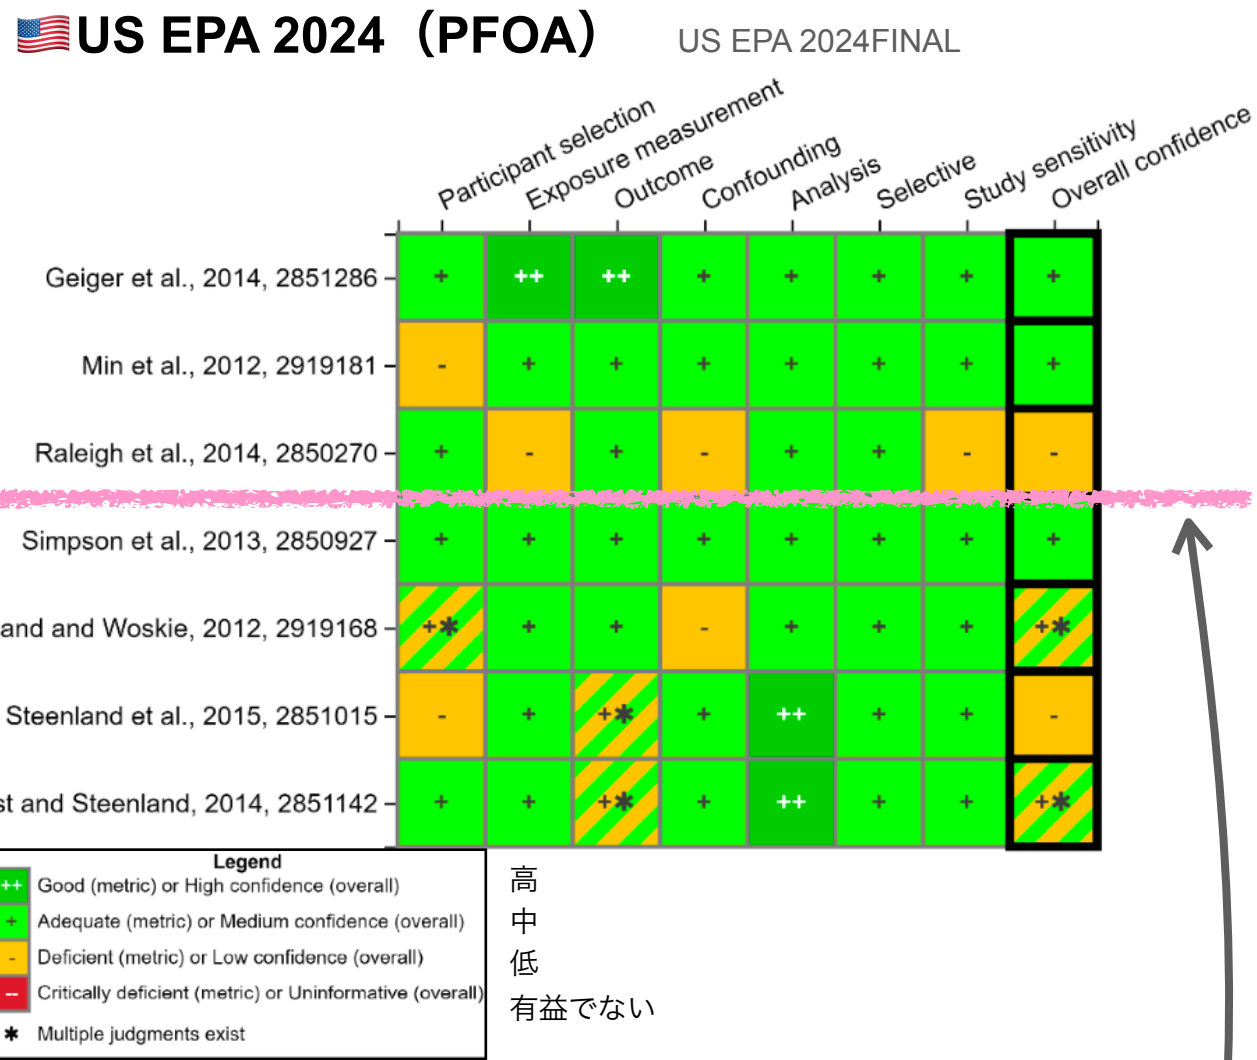 US EPA 2024（PFOA）
US EPA 2024FINAL
Participant selection
Exposure measurement
Outcome
Confounding
Analysis
Selective
Study sensitivity
Overall confidence
Geiger et al., 2014, 2851286 + ++ ++ + + + + +
Min et al., 2012, 2919181 - + + + + + + +
Raleigh et al., 2014, 2850270 + - + - + + - -
Simpson et al., 2013, 2850927 + + + + + + + +
and and Woskie, 2012, 2919168 +✱ + + - + + + +✱
Steenland et al., 2015, 2851015 - + +✱ + ++ + + -
st and Steenland, 2014, 2851142 + + +✱ + ++ + + +✱
Legend
++ Good (metric) or High confidence (overall) 高
+ Adequate (metric) or Medium confidence (overall) 中
- Deficient (metric) or Low confidence (overall) 低
-- Critically deficient (metric) or Uninformative (overall) 有益でない
✱ Multiple judgments exist